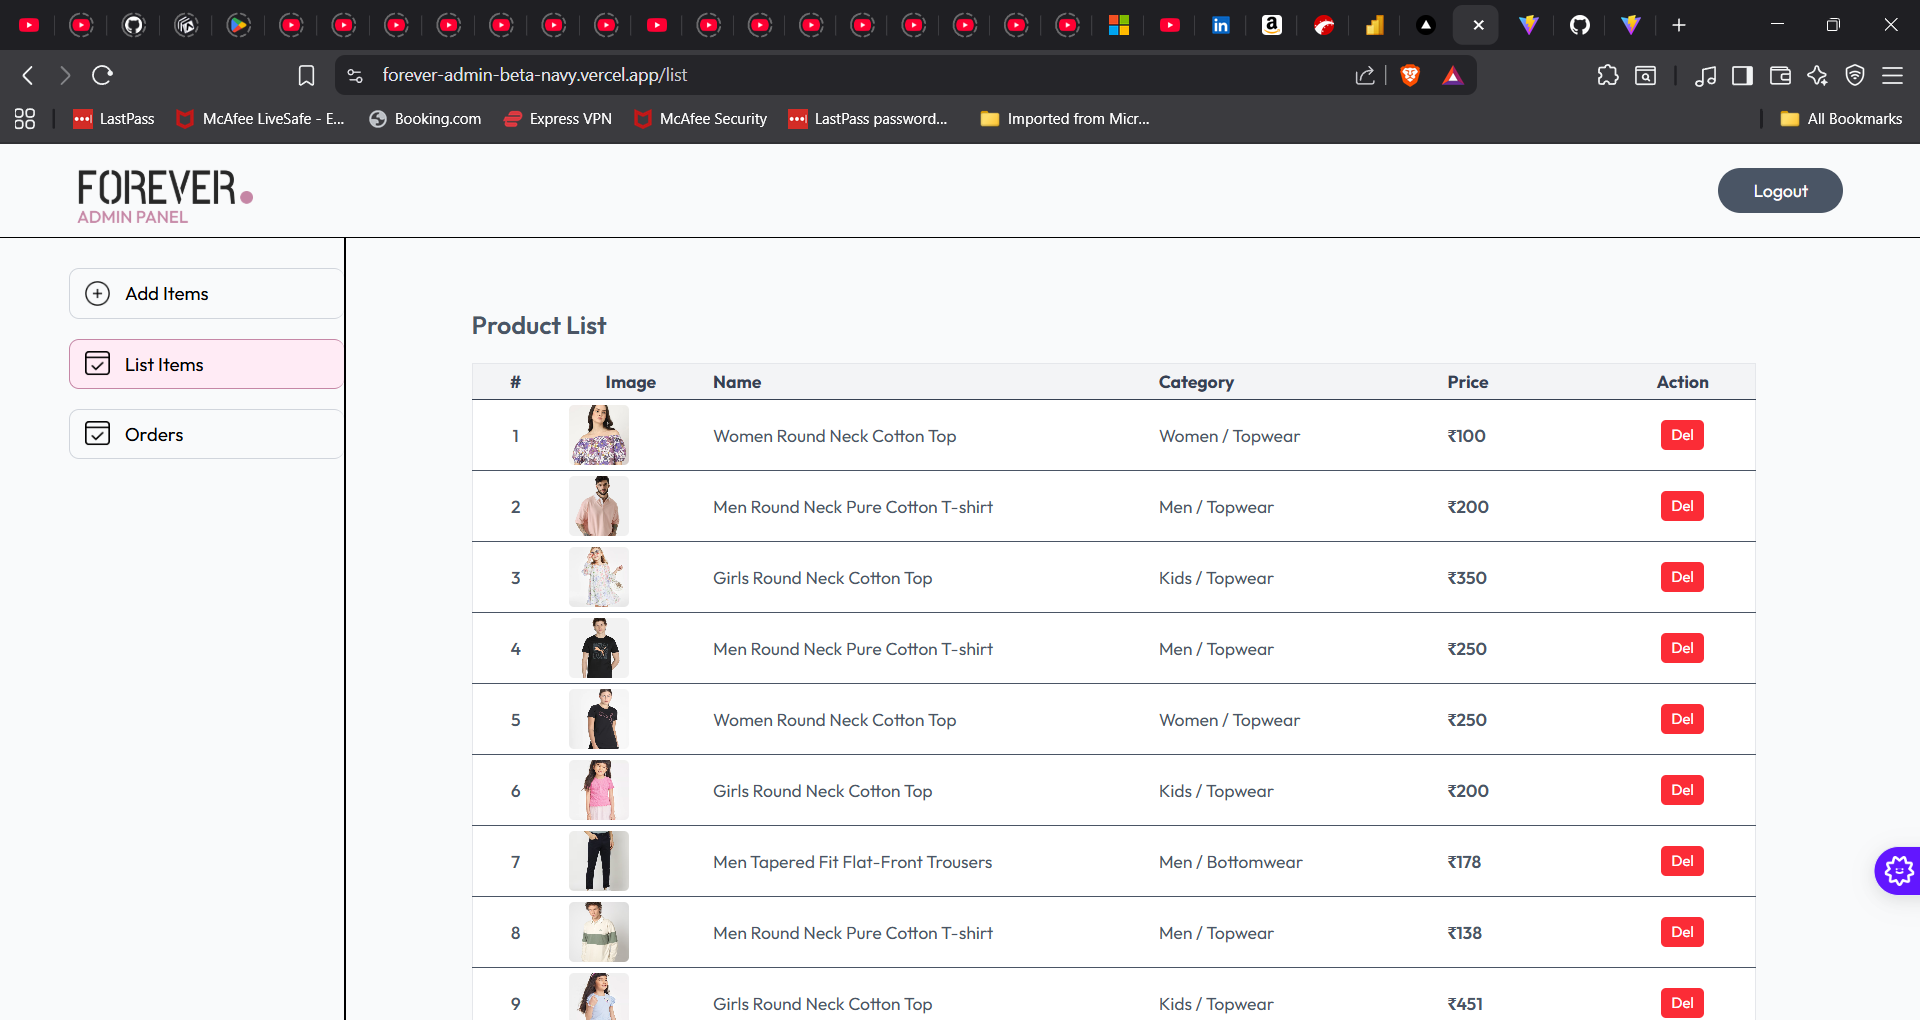 forever-admin-beta-navy.vercel.app/list
LastPass
McAfee LiveSafe - E...
Booking.com
Express VPN
McAfee Security
LastPass password...
Imported from Micr...
All Bookmarks
FOREVER.
ADMIN PANEL
Logout
Add Items
List Items
Orders
Product List
# Image Name Category Price Action
1 Women Round Neck Cotton Top Women / Topwear ₹100 Del
2 Men Round Neck Pure Cotton T-shirt Men / Topwear ₹200 Del
3 Girls Round Neck Cotton Top Kids / Topwear ₹350 Del
4 Men Round Neck Pure Cotton T-shirt Men / Topwear ₹250 Del
5 Women Round Neck Cotton Top Women / Topwear ₹250 Del
6 Girls Round Neck Cotton Top Kids / Topwear ₹200 Del
7 Men Tapered Fit Flat-Front Trousers Men / Bottomwear ₹178 Del
8 Men Round Neck Pure Cotton T-shirt Men / Topwear ₹138 Del
9 Girls Round Neck Cotton Top Kids / Topwear ₹451 Del